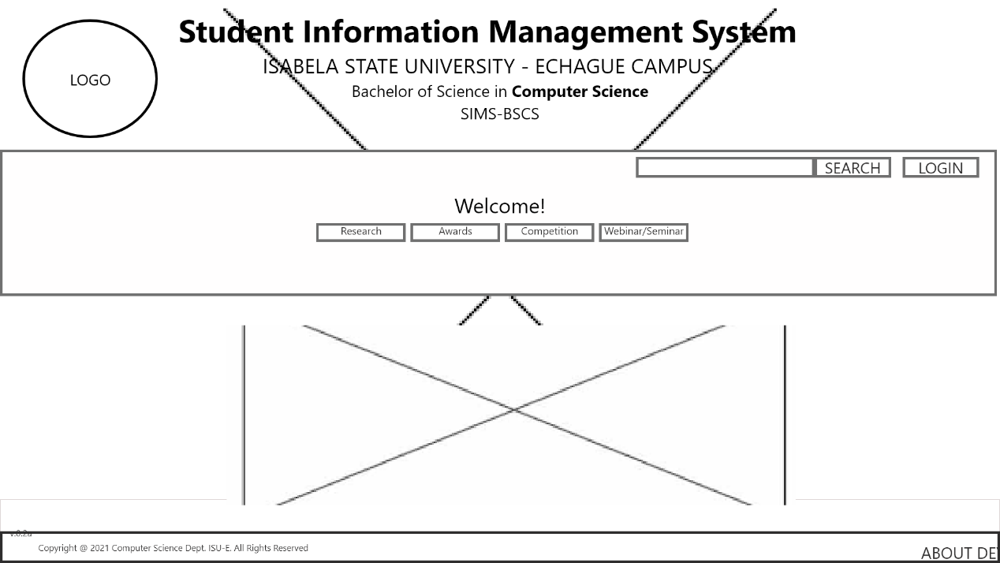 Student Information Management System
LOGO
ISABELA STATE UNIVERSITY - ECHAGUE CAMPUS
Bachelor of Science in Computer Science
SIMS-BSCS
SEARCH
LOGIN
Welcome!
Research
Awards
Competition
Webinar/Seminar
v.0.2a
Copyright @ 2021 Computer Science Dept. ISU-E. All Rights Reserved
ABOUT